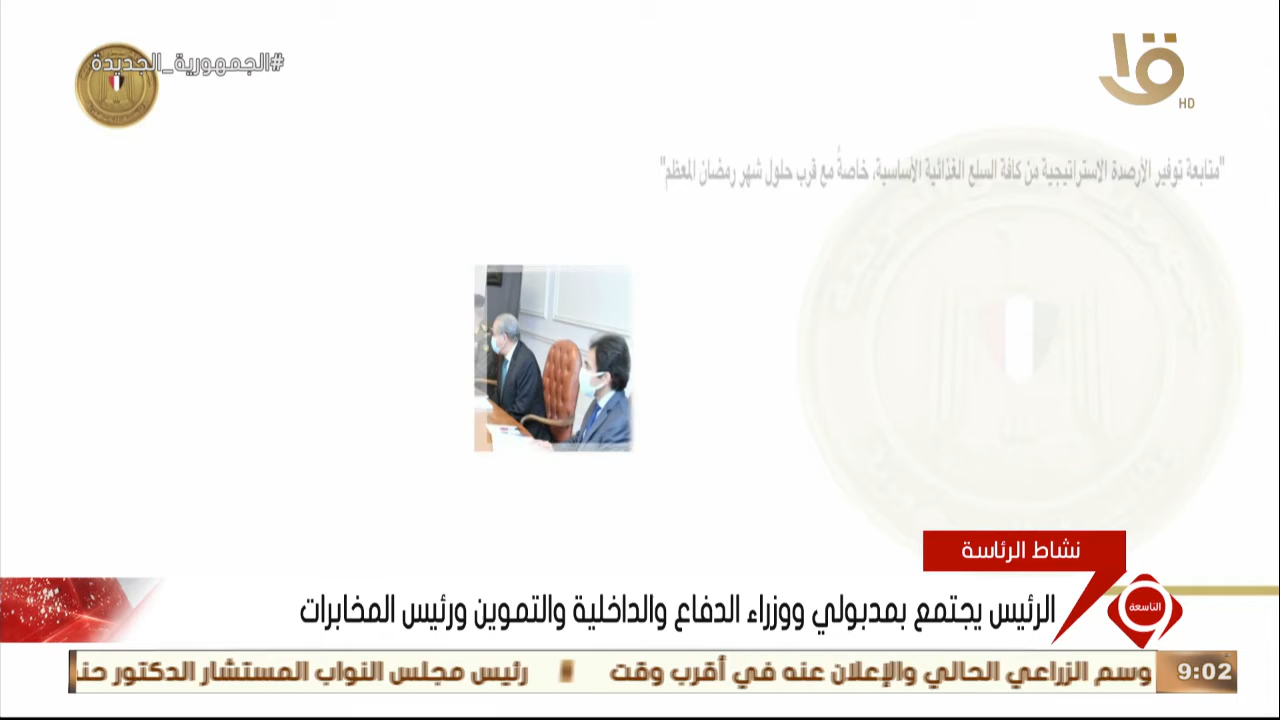 #الجمهورية_الجديدة
HD
"متابعة توفير الأرصدة الاستراتيجية من كافة السلع الغذائية الأساسية، خاصةً مع قرب حلول شهر رمضان المعظم"
نشاط الرئاسة
الرئيس يجتمع بمدبولي ووزراء الدفاع والداخلية والتموين ورئيس المخابرات
التاسعة
9:02
وسم الزراعي الحالي والإعلان عنه في أقرب وقت
رئيس مجلس النواب المستشار الدكتور حنـ